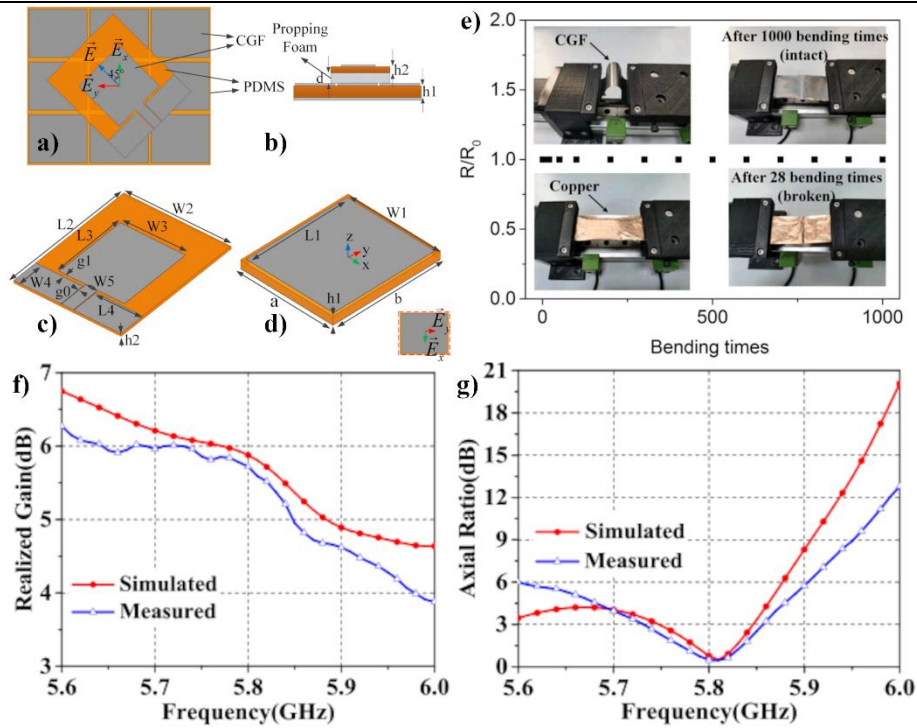 a)
E⃗
E⃗x
45°
E⃗y
CGF
PDMS
b)
Propping
Foam
d
h2
h1
c)
L2
W2
L3
W3
g1
W4
W5
g0
L4
h2
d)
L1
W1
z
y
x
a
h1
b
E⃗y
E⃗x
e)
R/R0
2.0
1.5
1.0
0.5
0.0
CGF
After 1000 bending times
(intact)
Copper
After 28 bending times
(broken)
0
500
1000
Bending times
f)
Realized Gain(dB)
7
6
5
4
3
Simulated
Measured
5.6
5.7
5.8
5.9
6.0
Frequency(GHz)
g)
Axial Ratio(dB)
21
18
15
12
9
6
3
0
Simulated
Measured
5.6
5.7
5.8
5.9
6.0
Frequency(GHz)